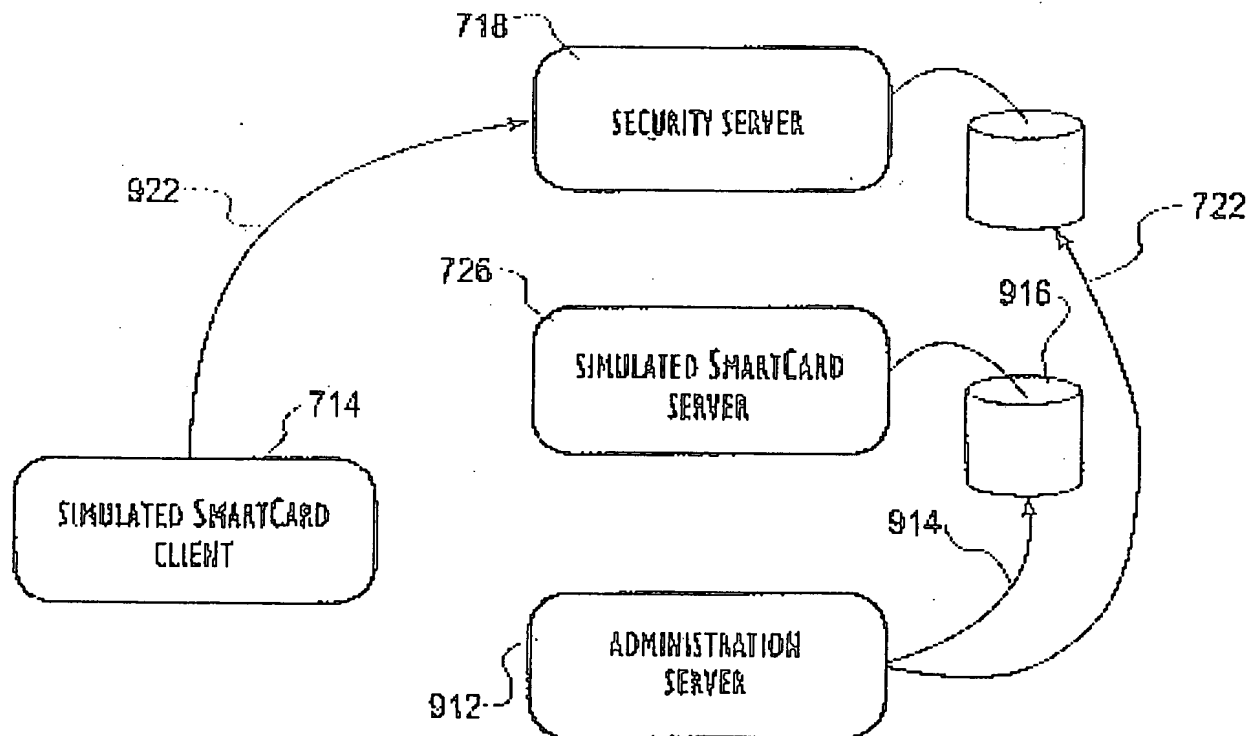 718
SECURITY SERVER
922
722
726
916
SIMULATED SMARTCARD
SERVER
714
SIMULATED SMARTCARD
CLIENT
914
ADMINISTRATION
SERVER
912